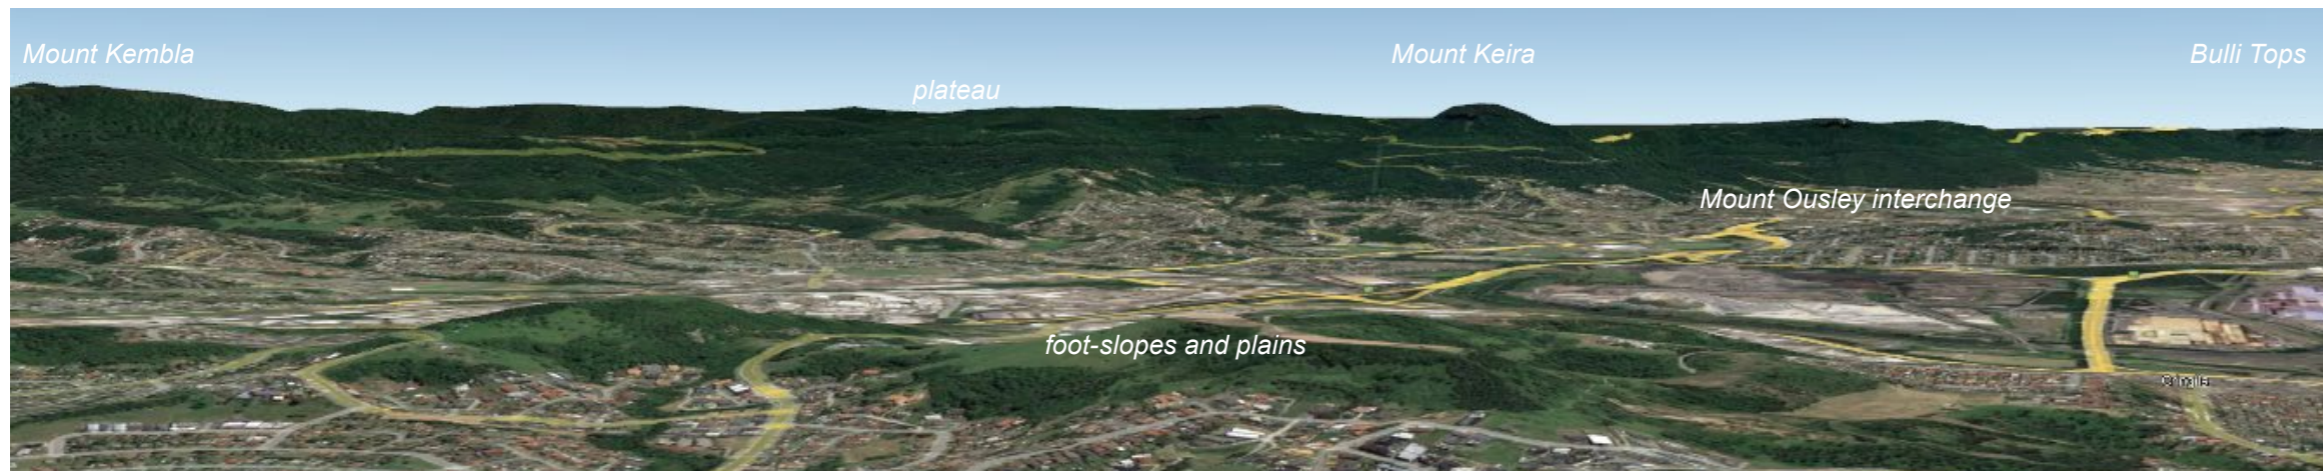 Mount Kembla
Mount Keira
Bulli Tops
plateau
Mount Ousley interchange
foot-slopes and plains